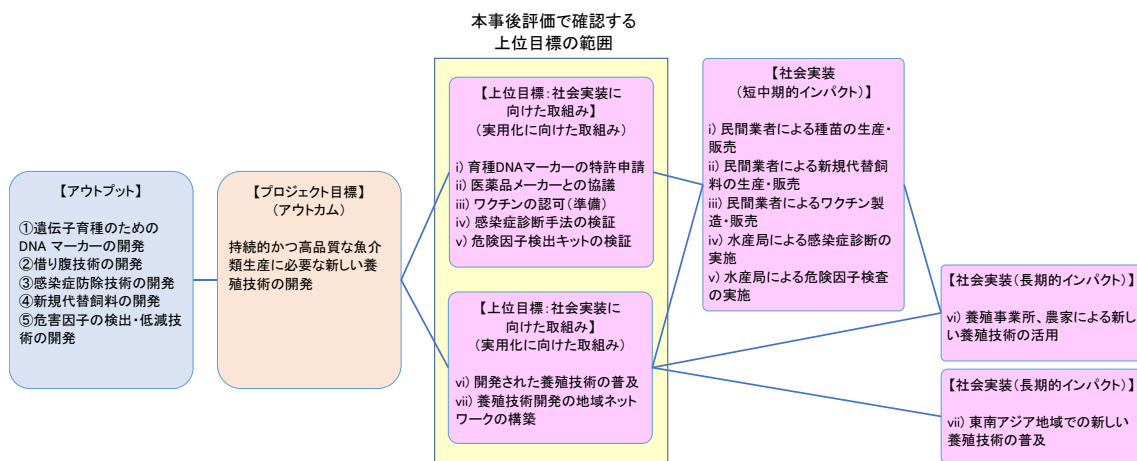 本事後評価で確認する
上位目標の範囲
【アウトプット】
①遺伝子育種のための
DNA マーカーの開発
②借り腹技術の開発
③感染症防除技術の開発
④新規代替飼料の開発
⑤危害因子の検出・低減技
術の開発
【プロジェクト目標】
(アウトカム)
持続的かつ高品質な魚介
類生産に必要な新しい養
殖技術の開発
【上位目標:社会実装に
向けた取組み】
(実用化に向けた取組み)
i) 育種DNAマーカーの特許申請
ii) 医薬品メーカーとの協議
iii) ワクチンの認可(準備)
iv) 感染症診断手法の検証
v) 危険因子検出キットの検証
【上位目標:社会実装に
向けた取組み】
(実用化に向けた取組み)
vi) 開発された養殖技術の普及
vii) 養殖技術開発の地域ネット
ワークの構築
【社会実装
(短中期的インパクト)】
i) 民間業者による種苗の生産・
販売
ii) 民間業者による新規代替飼
料の生産・販売
iii) 民間業者によるワクチン製
造・販売
iv) 水産局による感染症診断の
実施
v) 水産局による危険因子検査
の実施
【社会実装(長期的インパクト)】
vi) 養殖事業所、農家による新し
い養殖技術の活用
【社会実装(長期的インパクト)】
vii) 東南アジア地域での新しい
養殖技術の普及